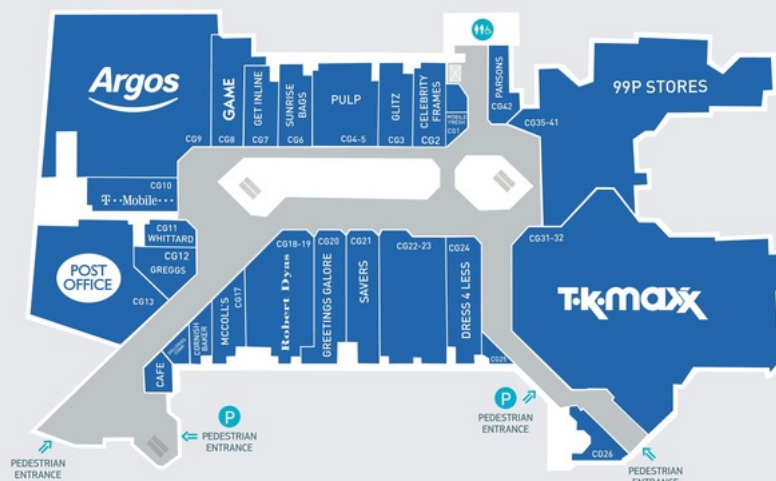 Argos
CG9
GAME
CG8
GET INLINE
CG7
SUNRISE
BAGS
CG6
PULP
CG4-5
GLITZ
CG3
CELEBRITY
FRAMES
CG2
MOBILE
FRESH
CG1
PARSONS
CG42
99P STORES
CG35-41
CG10
T··Mobile···
CG11
WHITTARD
CG12
GREGGS
POST
OFFICE
CG13
CG18-19
Robert Dyas
CG20
GREETINGS GALORE
CG21
SAVERS
CG22-23
CG24
DRESS 4 LESS
CG31-32
T·K·maxx
CG17
MCCOLL'S
CORNISH
BAKER
CAFE
CG25
CG26
P
PEDESTRIAN
ENTRANCE
P
PEDESTRIAN
ENTRANCE
PEDESTRIAN
ENTRANCE
PEDESTRIAN
ENTRANCE